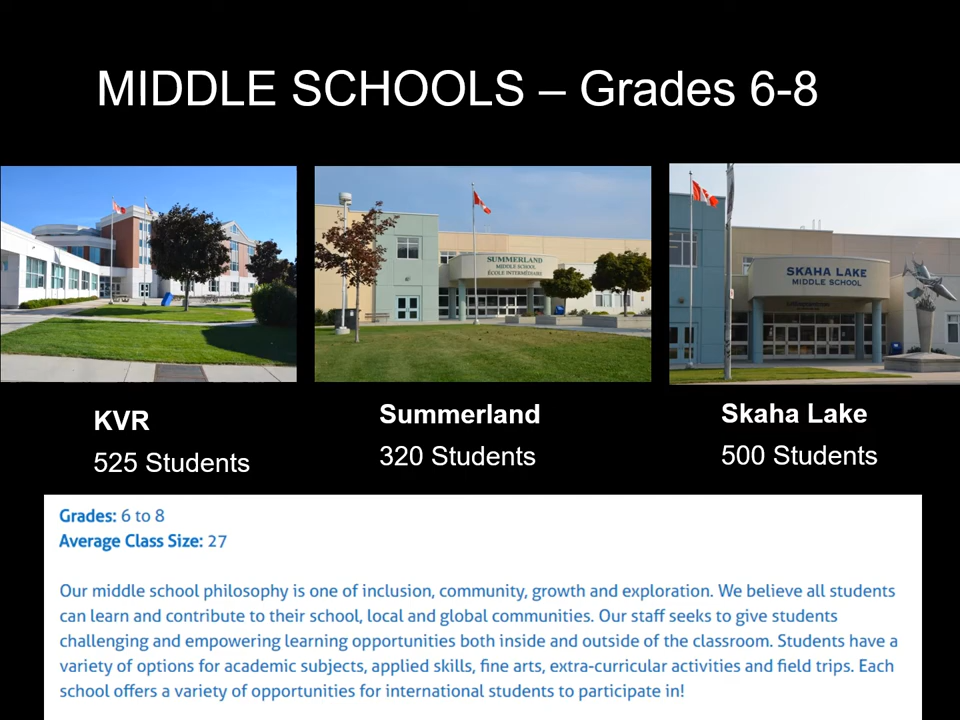 MIDDLE SCHOOLS – Grades 6-8
SUMMERLAND
MIDDLE SCHOOL
ÉCOLE INTERMÉDIAIRE
SKAHA LAKE
MIDDLE SCHOOL
KVR
525 Students
Summerland
320 Students
Skaha Lake
500 Students
Grades: 6 to 8
Average Class Size: 27
Our middle school philosophy is one of inclusion, community, growth and exploration. We believe all students
can learn and contribute to their school, local and global communities. Our staff seeks to give students
challenging and empowering learning opportunities both inside and outside of the classroom. Students have a
variety of options for academic subjects, applied skills, fine arts, extra-curricular activities and field trips. Each
school offers a variety of opportunities for international students to participate in!